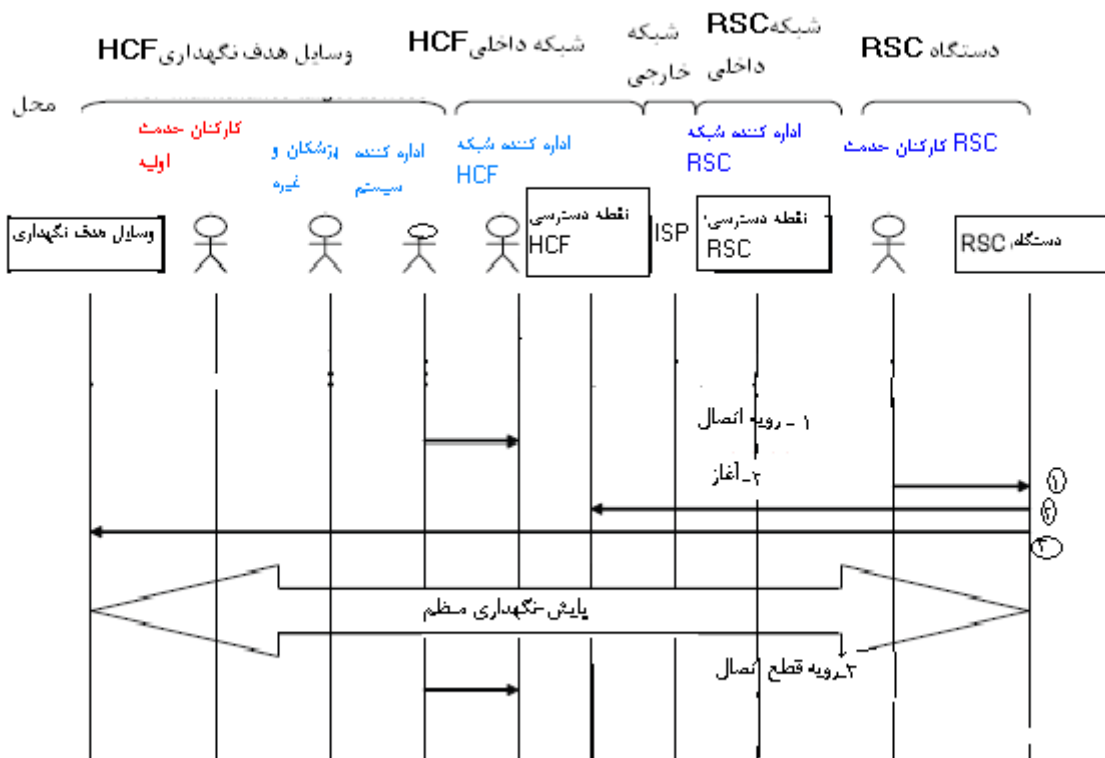 دستگاه RSC
شبکه RSC
داخلی
شبکه
خارجی
شبکه داخلی HCF
وسایل هدف نگهداری HCF
محل
کارکنان خدمت RSC
اداره کننده شبکه
RSC
اداره کننده شبکه
HCF
اداره کننده
سیستم
پزشکان و
غیره
کارکنان خدمت
اولیه
دستگاه RSC
نقطه دسترسی
RSC
ISP
نقطه دسترسی
HCF
وسایل هدف نگهداری
۱ - رویه اتصال
۲- آغاز
۱
۲
۳
پایش-نگهداری منظم
۳-رویه قطع اتصال